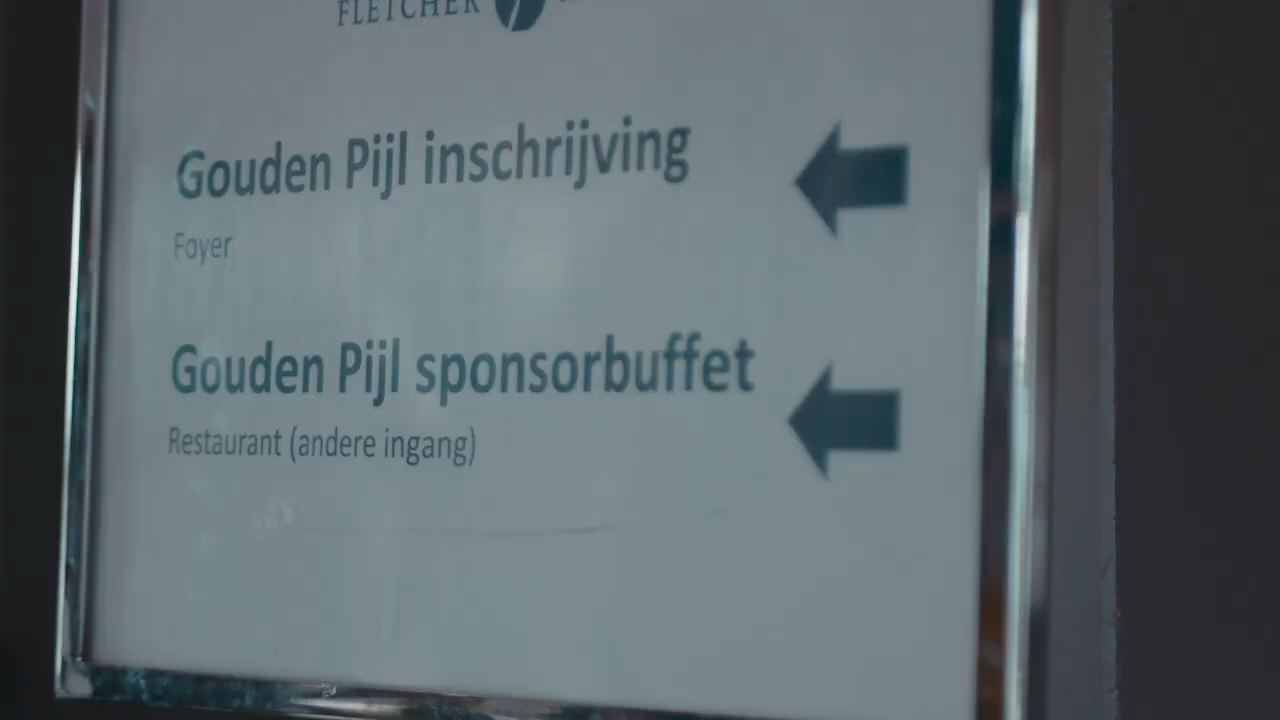 FLETCHER
Gouden Pijl inschrijving
Foyer
Gouden Pijl sponsorbuffet
Restaurant (andere ingang)